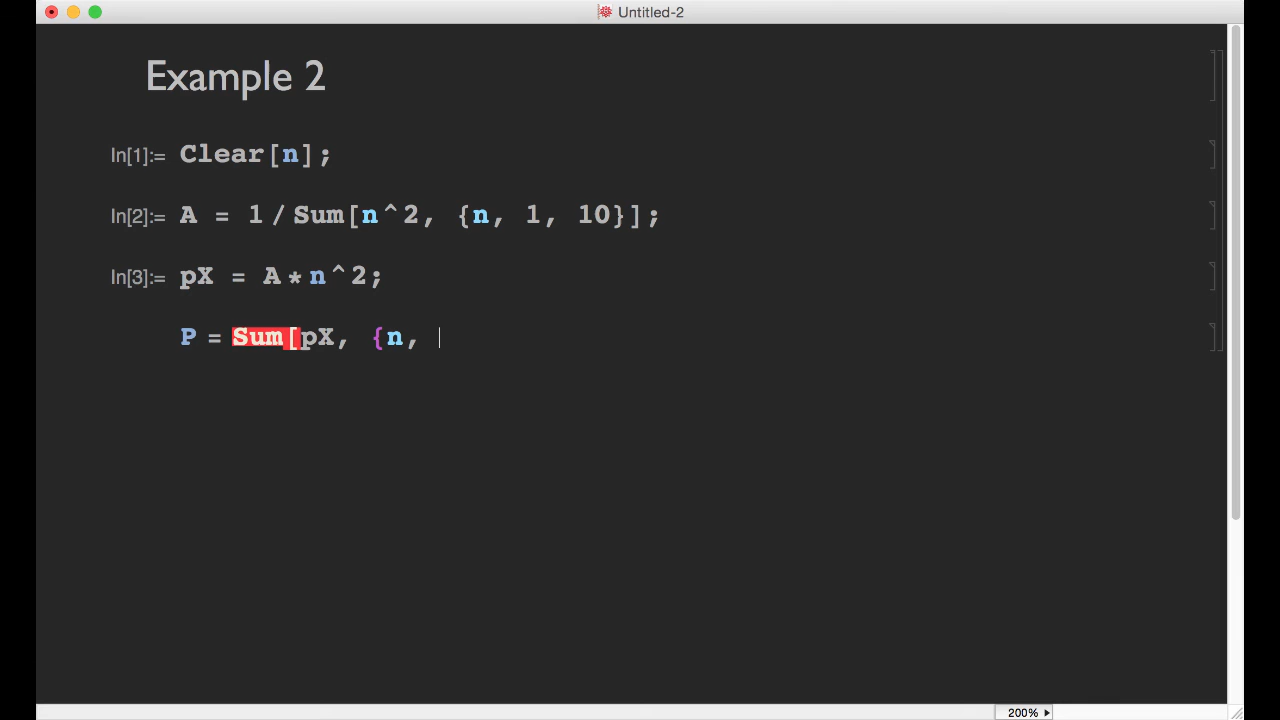 Untitled-2
Example 2
In[1]:= Clear[n];
In[2]:= A = 1/Sum[n^2, {n, 1, 10}];
In[3]:= pX = A*n^2;
P = Sum[pX, {n,
200%